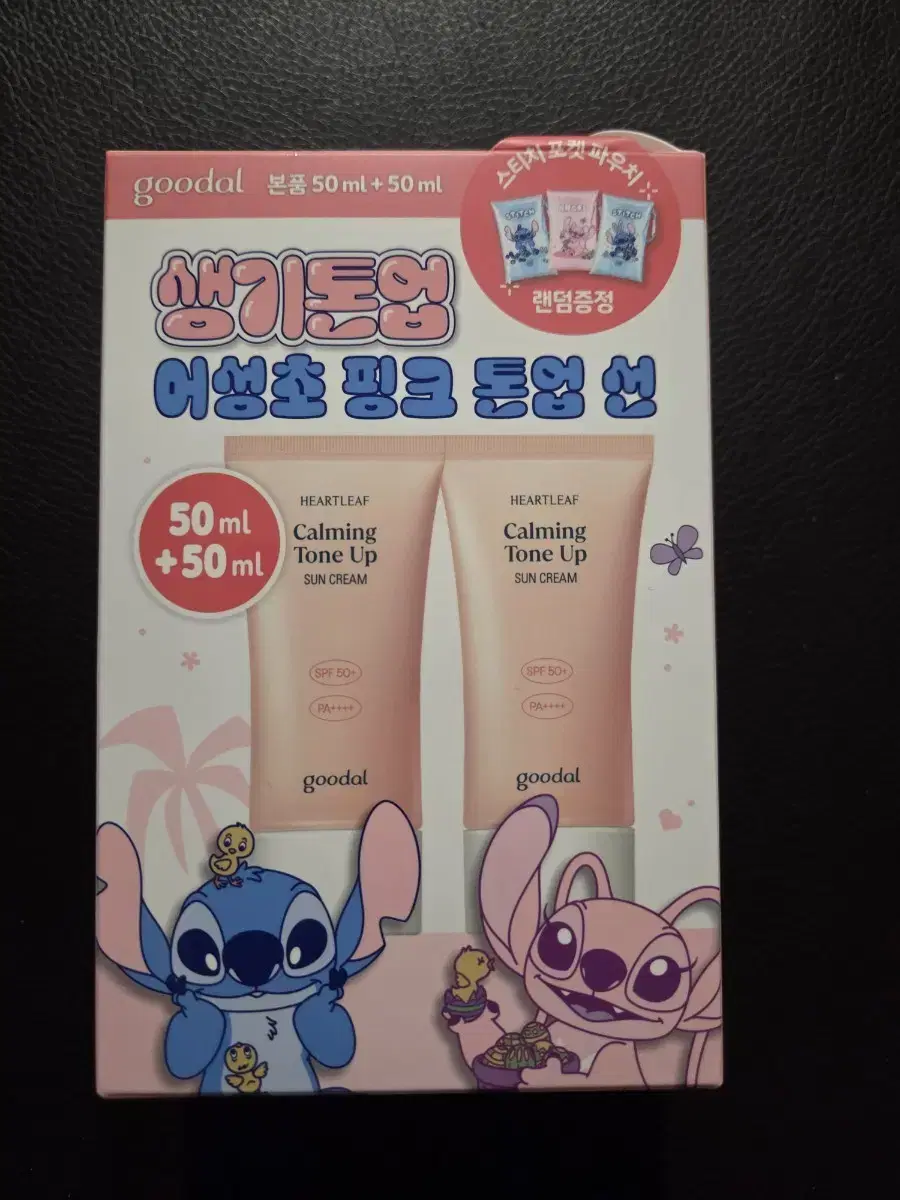 goodal 본품 50 ml + 50 ml
스티치 포켓 파우치
STITCH
STITCH
랜덤증정
생기톤업
어성초 핑크 톤업 선
50 ml
+50 ml
HEARTLEAF
Calming
Tone Up
SUN CREAM
SPF 50+
PA++++
goodal
HEARTLEAF
Calming
Tone Up
SUN CREAM
SPF 50+
PA++++
goodal